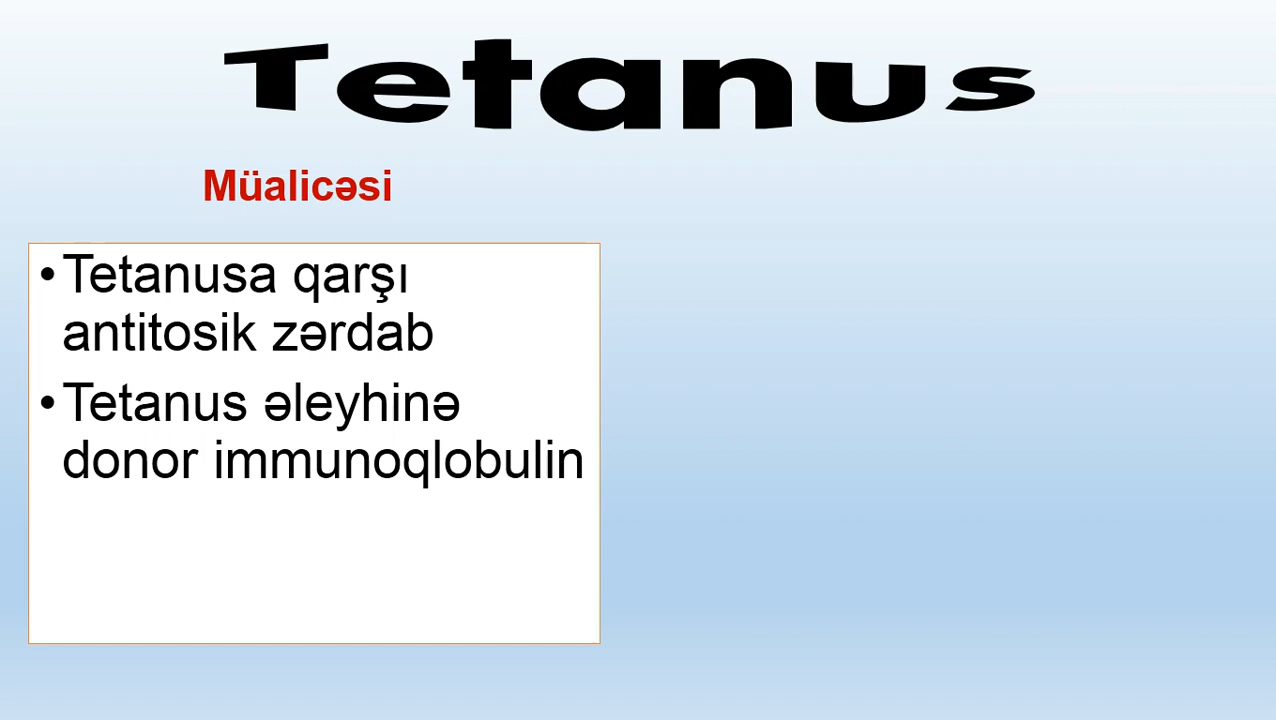 Tetanus
Müalicəsi
•Tetanusa qarşı
antitosik zərdab
•Tetanus əleyhinə
donor immunoqlobulin